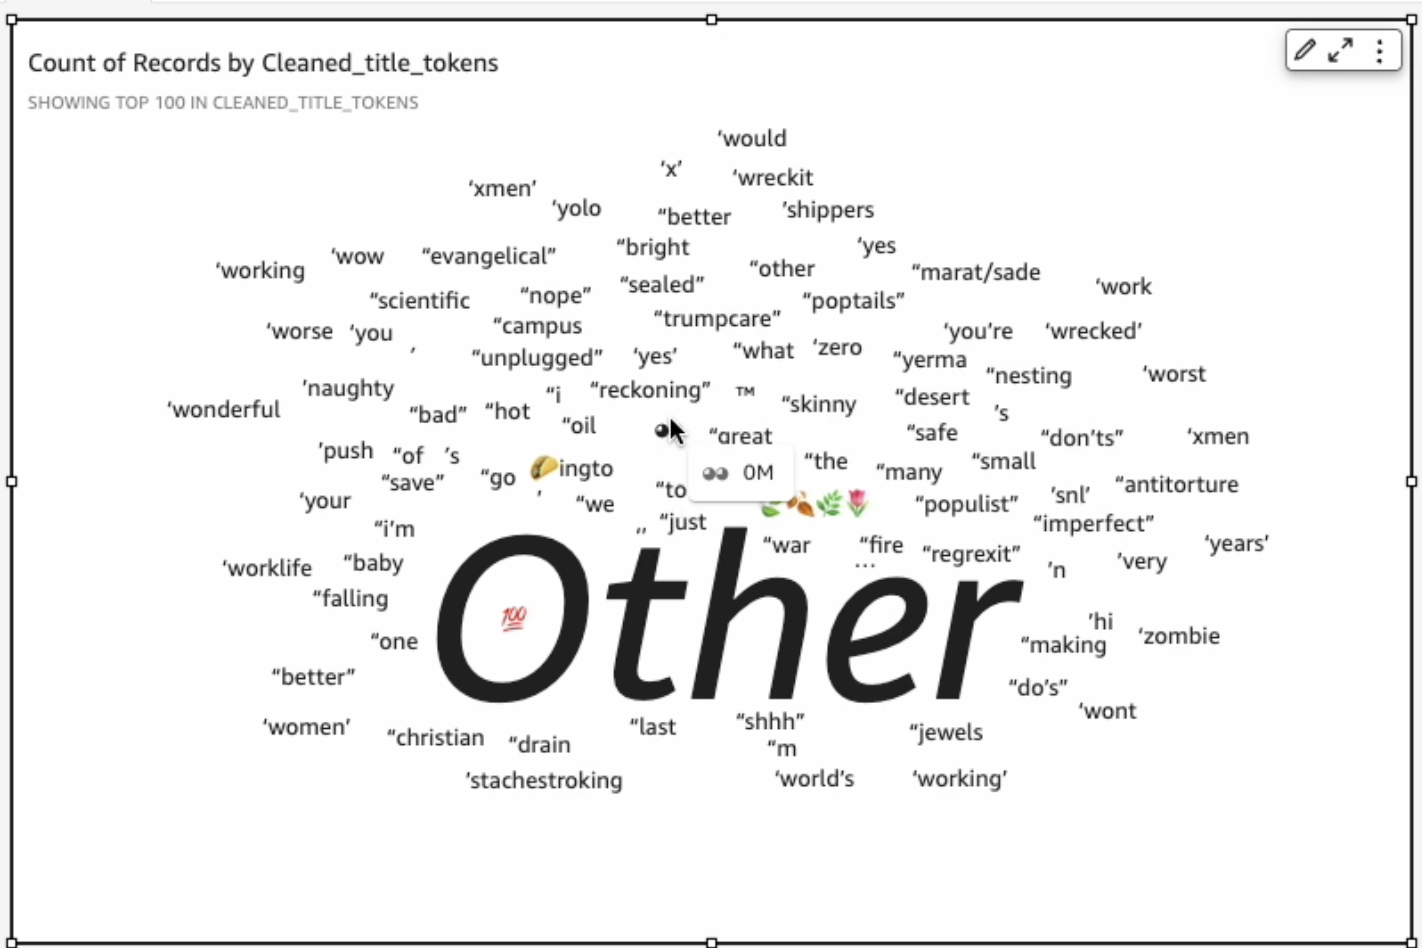 Count of Records by Cleaned_title_tokens
SHOWING TOP 100 IN CLEANED_TITLE_TOKENS
‘would
‘x’
‘wreckit
‘xmen’
‘yolo
“better
’shippers
“bright
‘yes
‘wow
“evangelical”
‘working
“other
“marat/sade
“sealed”
‘work
“scientific
“nope”
“poptails”
“trumpcare”
“campus
‘worse
‘you
‘you’re
‘wrecked’
’
“unplugged”
‘yes’
“what
‘zero
“yerma
“nesting
‘worst
‘naughty
“i
“reckoning”
™
“skinny
“desert
‘wonderful
“bad”
“hot
’s
“oil
“great
“safe
“don’ts”
‘xmen
’push
“of
’s
🌮ingto
“the
“many
“small
“save”
“go
👀 0M
“to
‘your
’
“we
🍃🍂🌿🌷
“populist”
‘snl’
“antitorture
“i’m
’’
“just
“imperfect”
“war
“fire
“regrexit”
‘years’
‘worklife
“baby
…
’n
‘very
“falling
Other
💯
“one
’hi
“making
‘zombie
“better”
“do’s”
‘wont
‘women’
“christian
“drain
“last
“shhh”
“m
“jewels
’stachestroking
‘world’s
‘working’